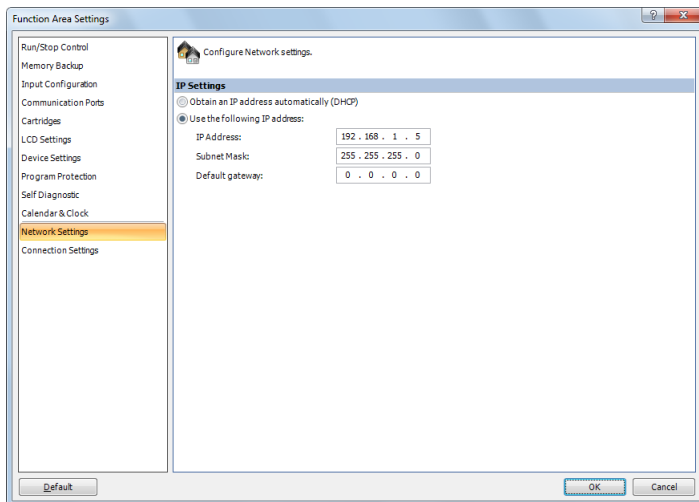 Function Area Settings
?
x
Run/Stop Control
Memory Backup
Input Configuration
Communication Ports
Cartridges
LCD Settings
Device Settings
Program Protection
Self Diagnostic
Calendar & Clock
Network Settings
Connection Settings
Configure Network settings.
IP Settings
Obtain an IP address automatically (DHCP)
Use the following IP address:
IP Address: 192 . 168 . 1 . 5
Subnet Mask: 255 . 255 . 255 . 0
Default gateway: 0 . 0 . 0 . 0
Default
OK
Cancel